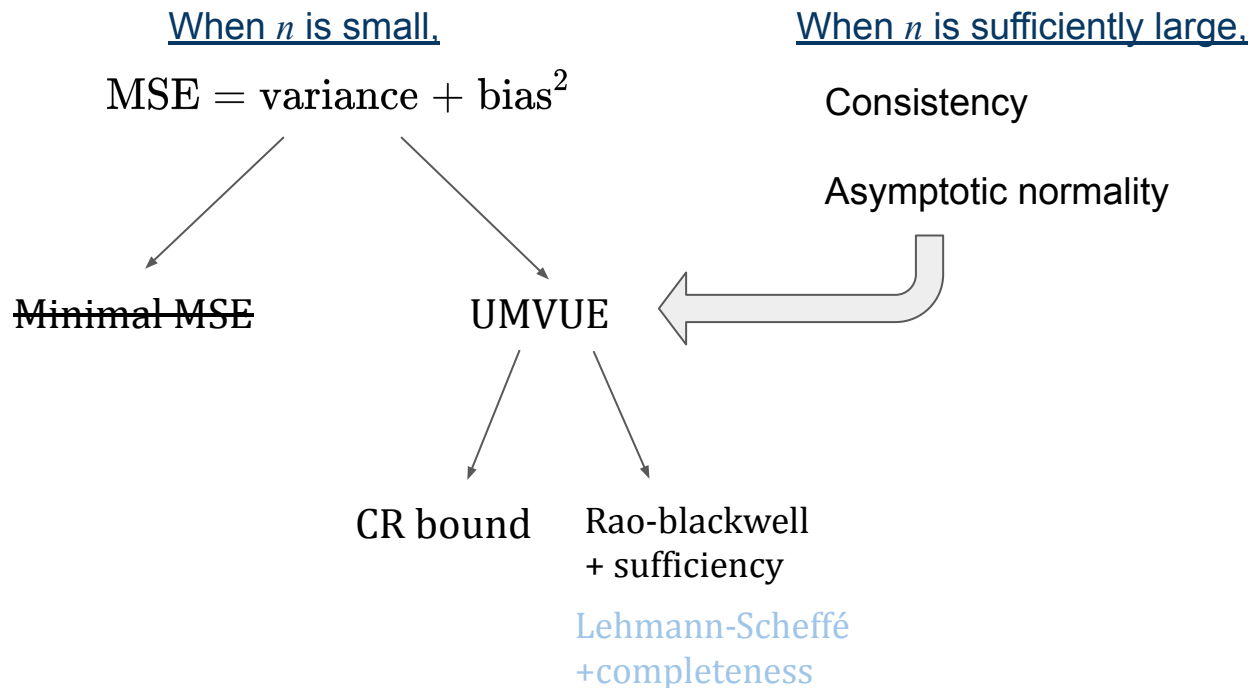 When n is small,
MSE = variance + bias²
Minimal MSE
UMVUE
CR bound
Rao-blackwell
+ sufficiency
Lehmann-Scheffé
+completeness
When n is sufficiently large,
Consistency
Asymptotic normality